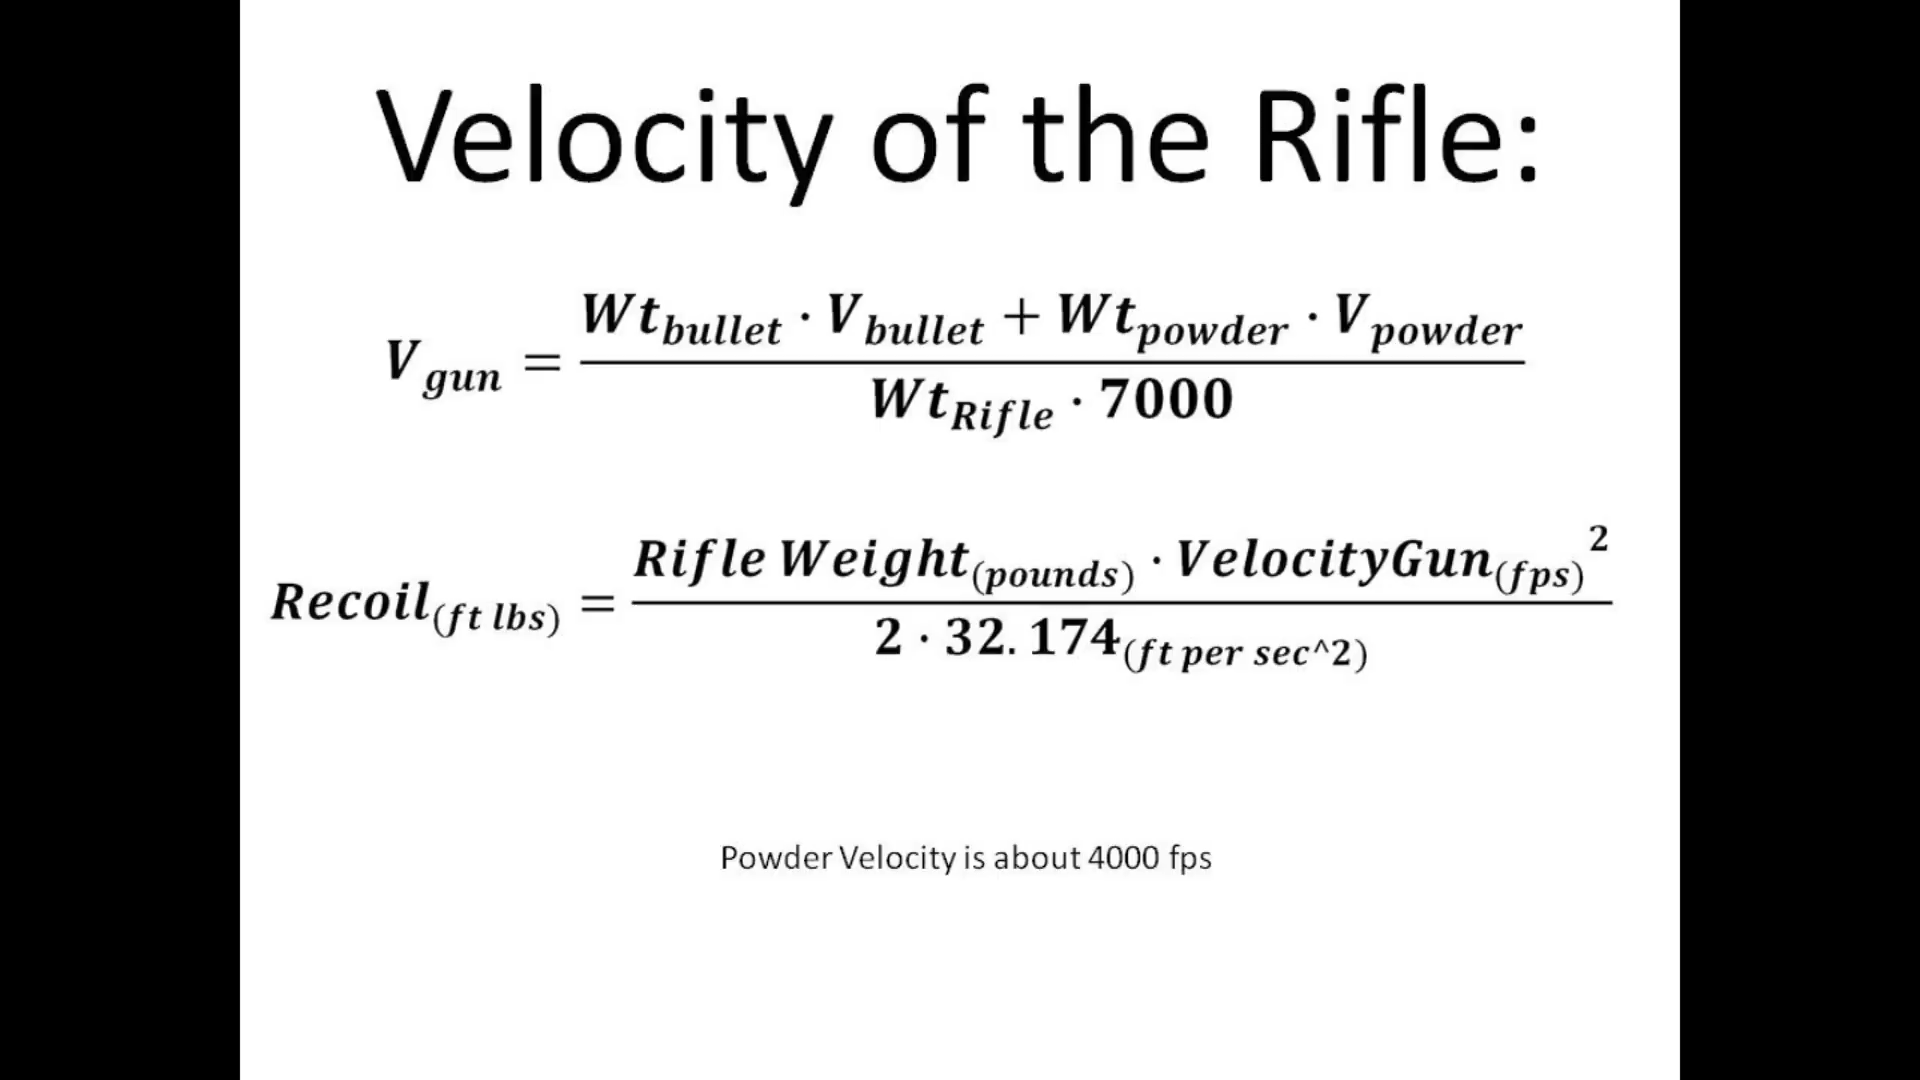 Velocity of the Rifle:
V_gun = (Wt_bullet · V_bullet + Wt_powder · V_powder) / (Wt_Rifle · 7000)
Recoil_(ft lbs) = (Rifle Weight_(pounds) · VelocityGun_(fps)^2) / (2 · 32.174_(ft per sec^2))
Powder Velocity is about 4000 fps